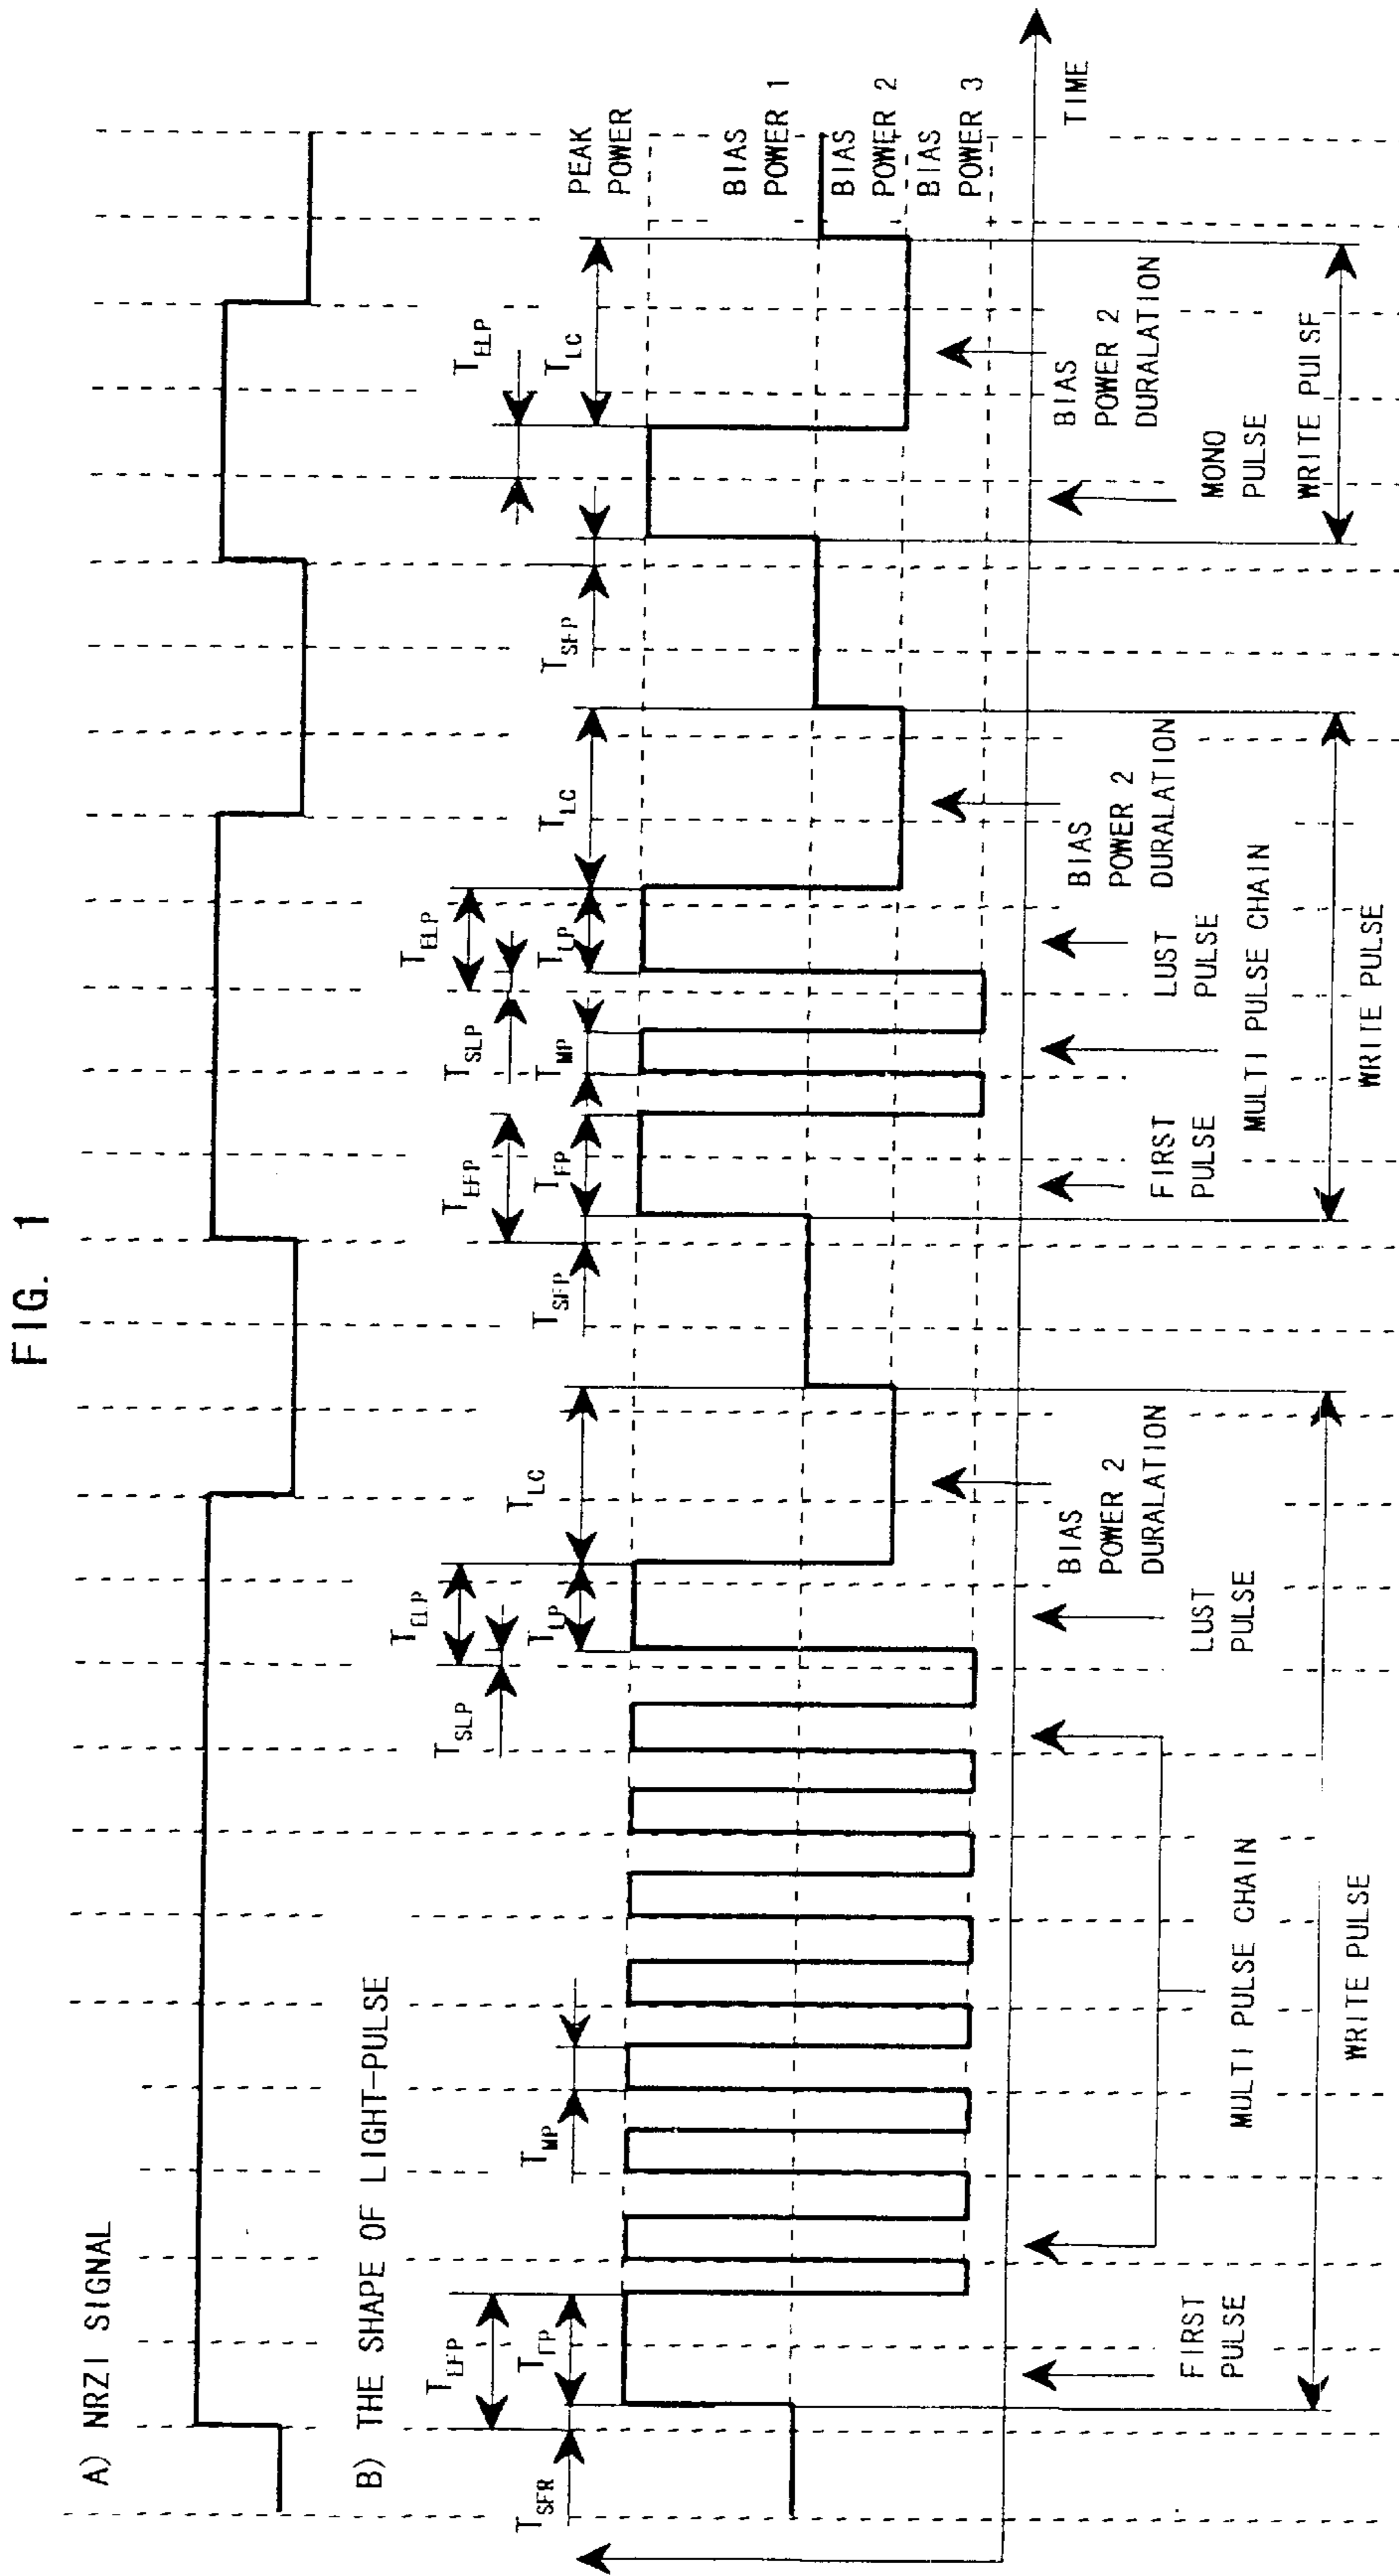 FIG. 1
A) NRZI SIGNAL
B) THE SHAPE OF LIGHT-PULSE
T_SFR
T_EFP
T_FP
T_MP
T_SLP
T_ELP
T_LP
T_LC
T_SFP
T_EFP
T_FP
T_SLP
T_MP
T_ELP
T_LP
T_LC
T_SFP
T_ELP
T_LC
PEAK
POWER
BIAS
POWER 1
BIAS
POWER 2
BIAS
POWER 3
TIME
FIRST
PULSE
MULTI PULSE CHAIN
LUST
PULSE
BIAS
POWER 2
DURALATION
WRITE PULSE
FIRST
PULSE
MULTI PULSE CHAIN
LUST
PULSE
BIAS
POWER 2
DURALATION
WRITE PULSE
MONO
PULSE
BIAS
POWER 2
DURALATION
WRITE PULSE